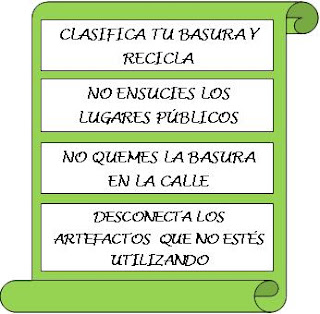 CLASIFICA TU BASURA Y
RECICLA
NO ENSUCIES LOS
LUGARES PÚBLICOS
NO QUEMES LA BASURA
EN LA CALLE
DESCONECTA LOS
ARTEFACTOS QUE NO ESTÉS
UTILIZANDO